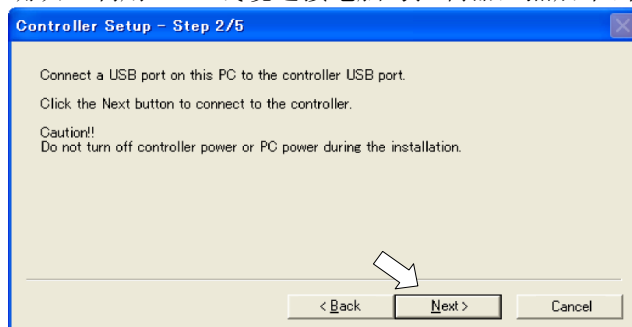 Controller Setup - Step 2/5
Connect a USB port on this PC to the controller USB port.
Click the Next button to connect to the controller.
Caution!!
Do not turn off controller power or PC power during the installation.
< Back Next > Cancel